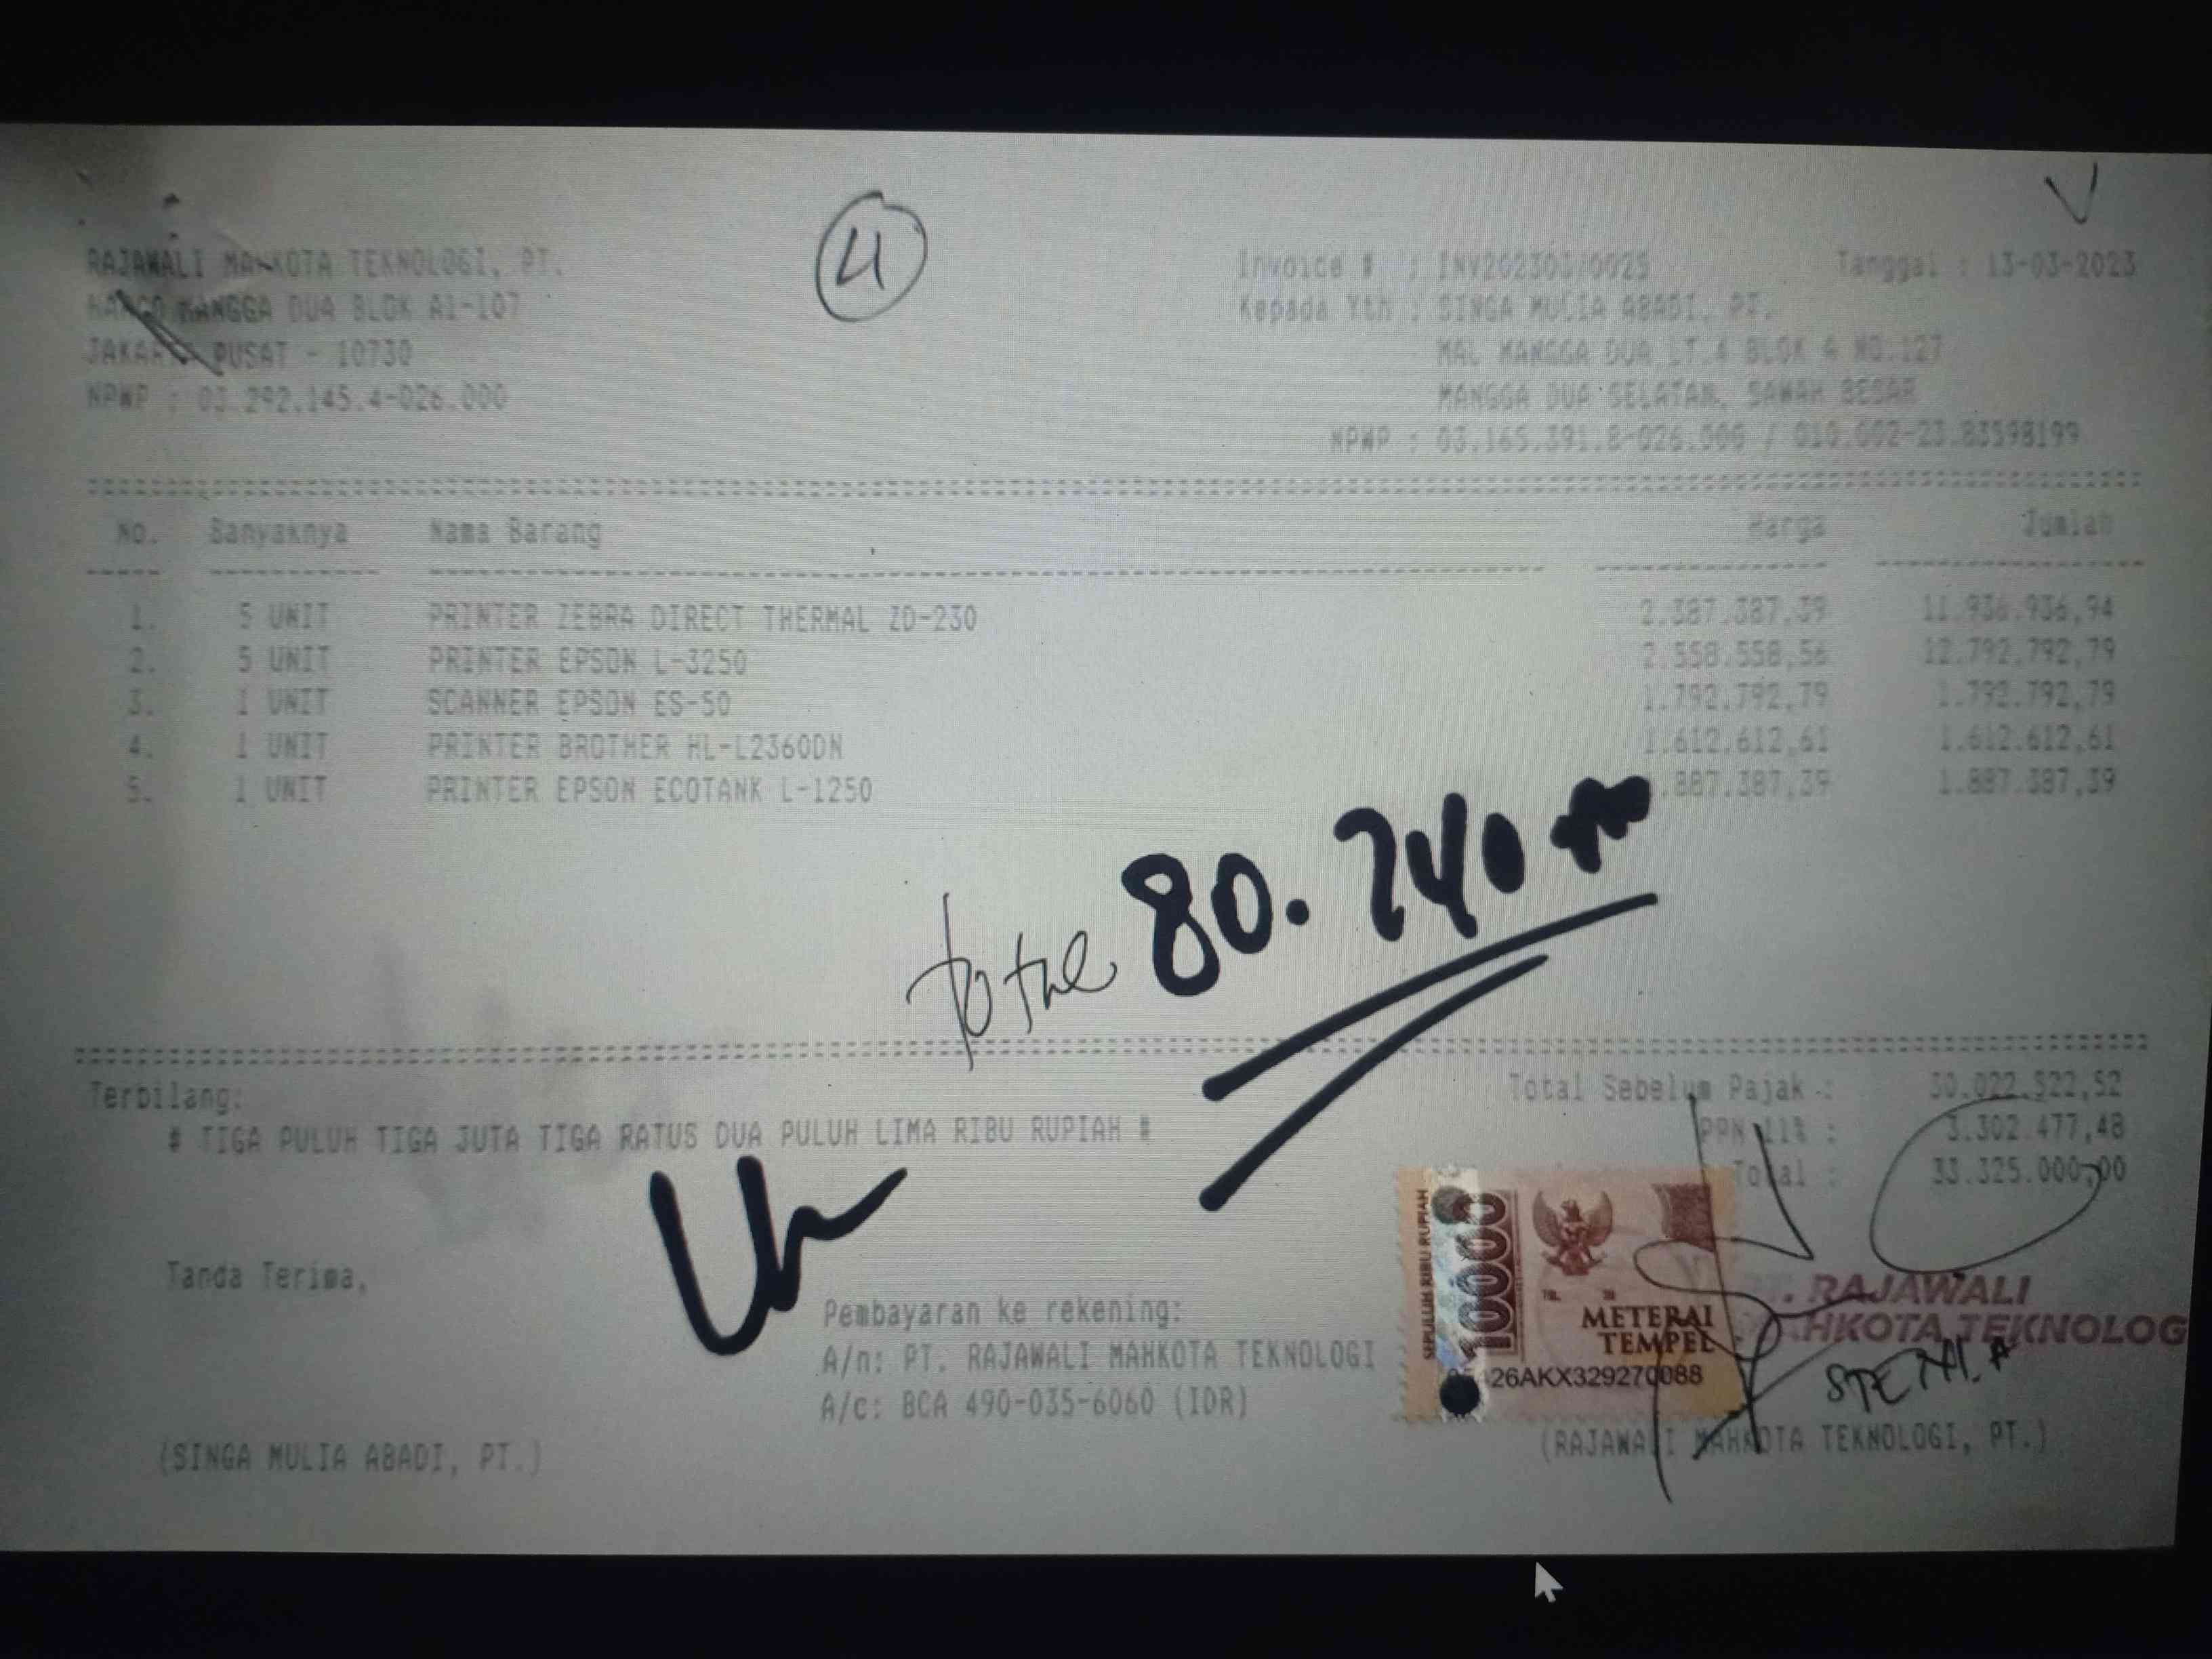 4
RAJAWALI MAHKOTA TEKNOLOGI, PT.
HARCO MANGGA DUA BLOK A1-107
JAKARTA PUSAT - 10730
NPWP : 03.292.145.4-026.000
Invoice # : INV202303/0025 Tanggal : 13-03-2023
Kepada Yth : SINGA MULIA ABADI, PT.
MAL MANGGA DUA LT.4 BLOK A NO.127
MANGGA DUA SELATAN, SAWAH BESAR
NPWP : 03.165.391.8-026.000 / 010.002-23.83598199
No. Banyaknya Nama Barang Harga Jumlah
1. 5 UNIT PRINTER ZEBRA DIRECT THERMAL ZD-230 2.387.387,39 11.936.936,94
2. 5 UNIT PRINTER EPSON L-3250 2.558.558,56 12.792.792,79
3. 1 UNIT SCANNER EPSON ES-50 1.792.792,79 1.792.792,79
4. 1 UNIT PRINTER BROTHER HL-L2360DN 1.612.612,61 1.612.612,61
5. 1 UNIT PRINTER EPSON ECOTANK L-1250 .887.387,39 1.887.387,39
total 80.740
Terbilang:
# TIGA PULUH TIGA JUTA TIGA RATUS DUA PULUH LIMA RIBU RUPIAH #
Total Sebelum Pajak : 30.022.522,52
PPN 11% : 3.302.477,48
Total : 33.325.000,00
Tanda Terima,
Pembayaran ke rekening:
A/n: PT. RAJAWALI MAHKOTA TEKNOLOGI
A/c: BCA 490-035-6060 (IDR)
SEPULUH RIBU RUPIAH
10000
METERAI
TEMPEL
26AKX329270088
PT. RAJAWALI
MAHKOTA TEKNOLOG
(SINGA MULIA ABADI, PT.)
(RAJAWALI MAHKOTA TEKNOLOGI, PT.)